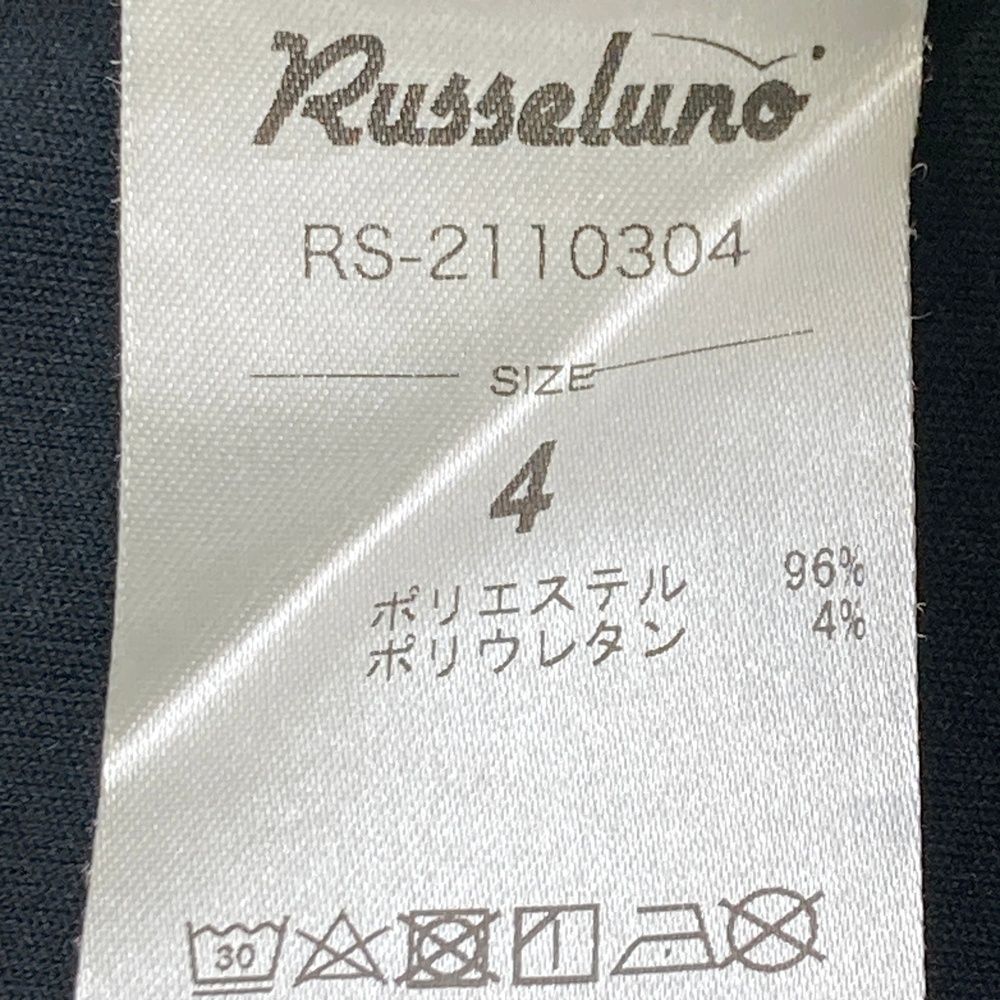 Russeluno
RS-2110304
SIZE
4
ポリエステル 96%
ポリウレタン 4%
30